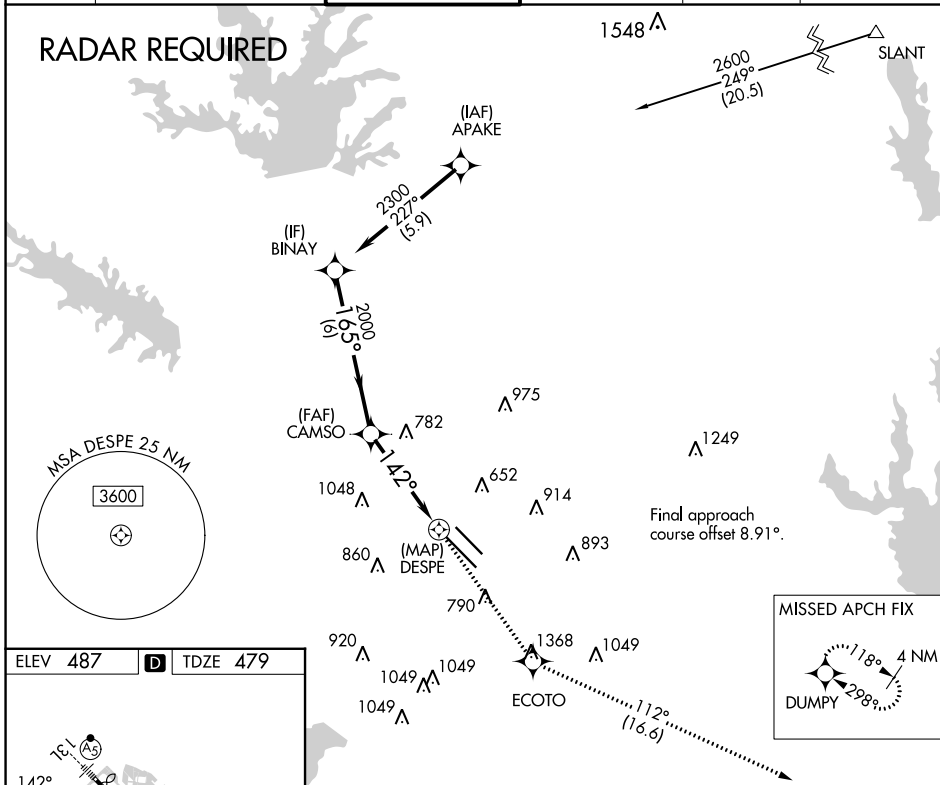 RADAR REQUIRED
1548
SLANT
2600
249°
(20.5)
(IAF)
APAKE
2300
227°
(5.9)
(IF)
BINAY
2000
165°
(6)
975
(FAF)
CAMSO
782
1249
142°
MSA DESPE 25 NM
3600
652
1048
914
Final approach
course offset 8.91°.
893
(MAP)
DESPE
860
790
MISSED APCH FIX
118°
4 NM
298°
DUMPY
920
1368
1049
ECOTO
1049
1049
1049
112°
(16.6)
ELEV 487
D
TDZE 479
13L
A5
142°